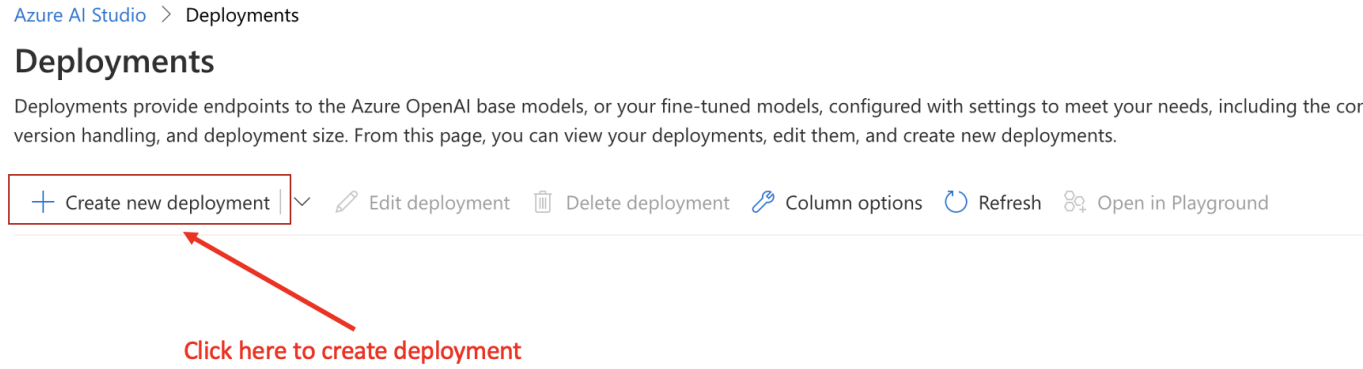 Azure AI Studio > Deployments
Deployments
Deployments provide endpoints to the Azure OpenAI base models, or your fine-tuned models, configured with settings to meet your needs, including the
version handling, and deployment size. From this page, you can view your deployments, edit them, and create new deployments.
Create new deployment Edit deployment Delete deployment Column options Refresh Open in Playground
Click here to create deployment